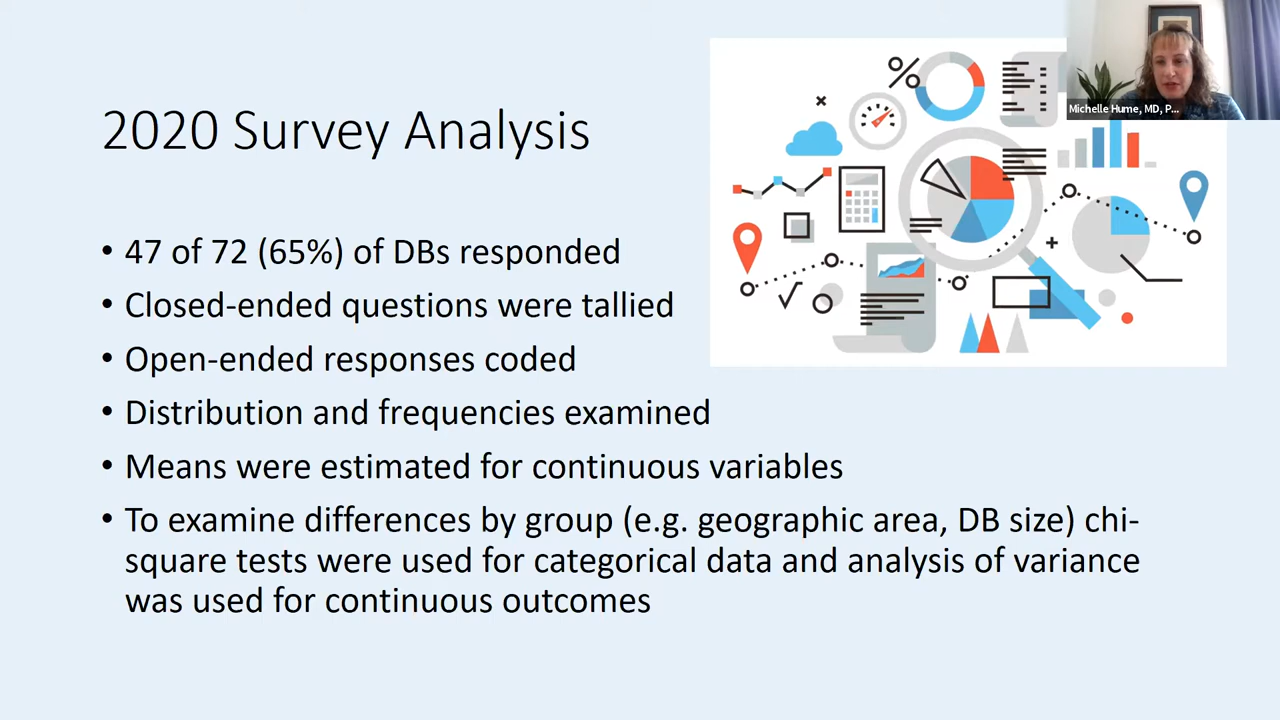 2020 Survey Analysis
• 47 of 72 (65%) of DBs responded
• Closed-ended questions were tallied
• Open-ended responses coded
• Distribution and frequencies examined
• Means were estimated for continuous variables
• To examine differences by group (e.g. geographic area, DB size) chi-
square tests were used for categorical data and analysis of variance
was used for continuous outcomes
%
Michelle Hume, MD, P...